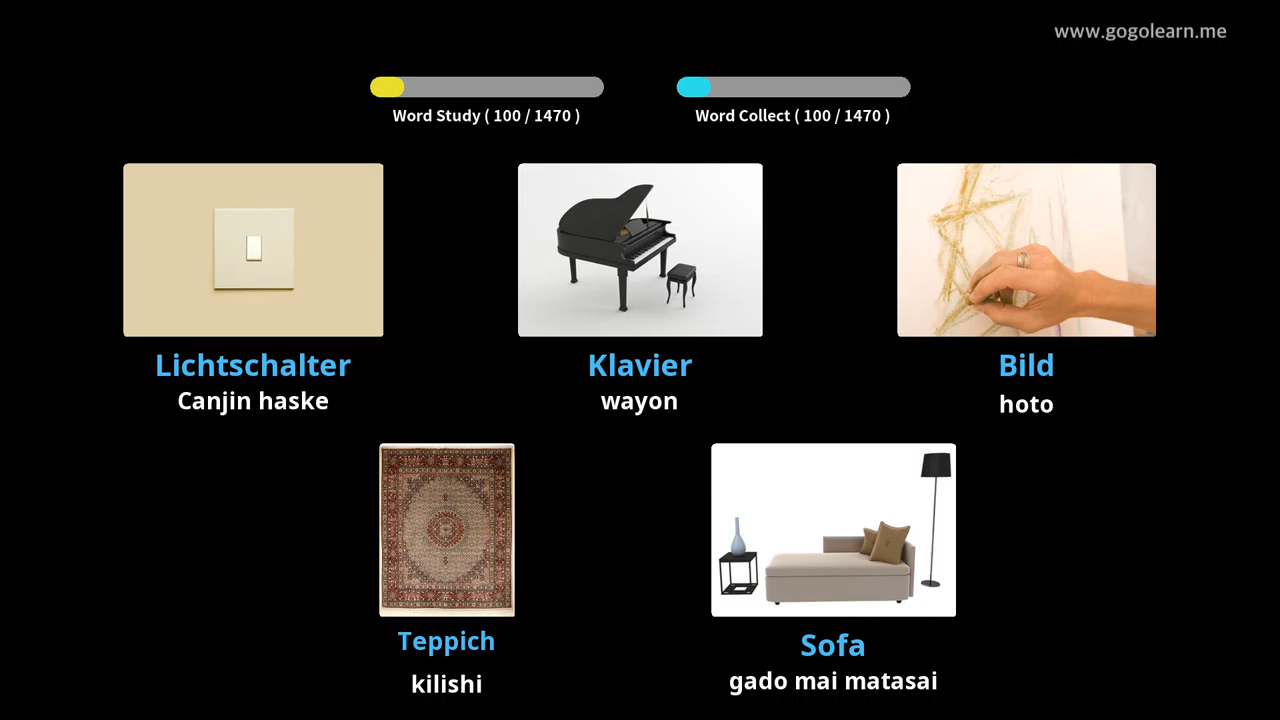 www.gogolearn.me
Word Study ( 100 / 1470 )
Word Collect ( 100 / 1470 )
Lichtschalter
Canjin haske
Klavier
wayon
Bild
hoto
Teppich
kilishi
Sofa
gado mai matasai